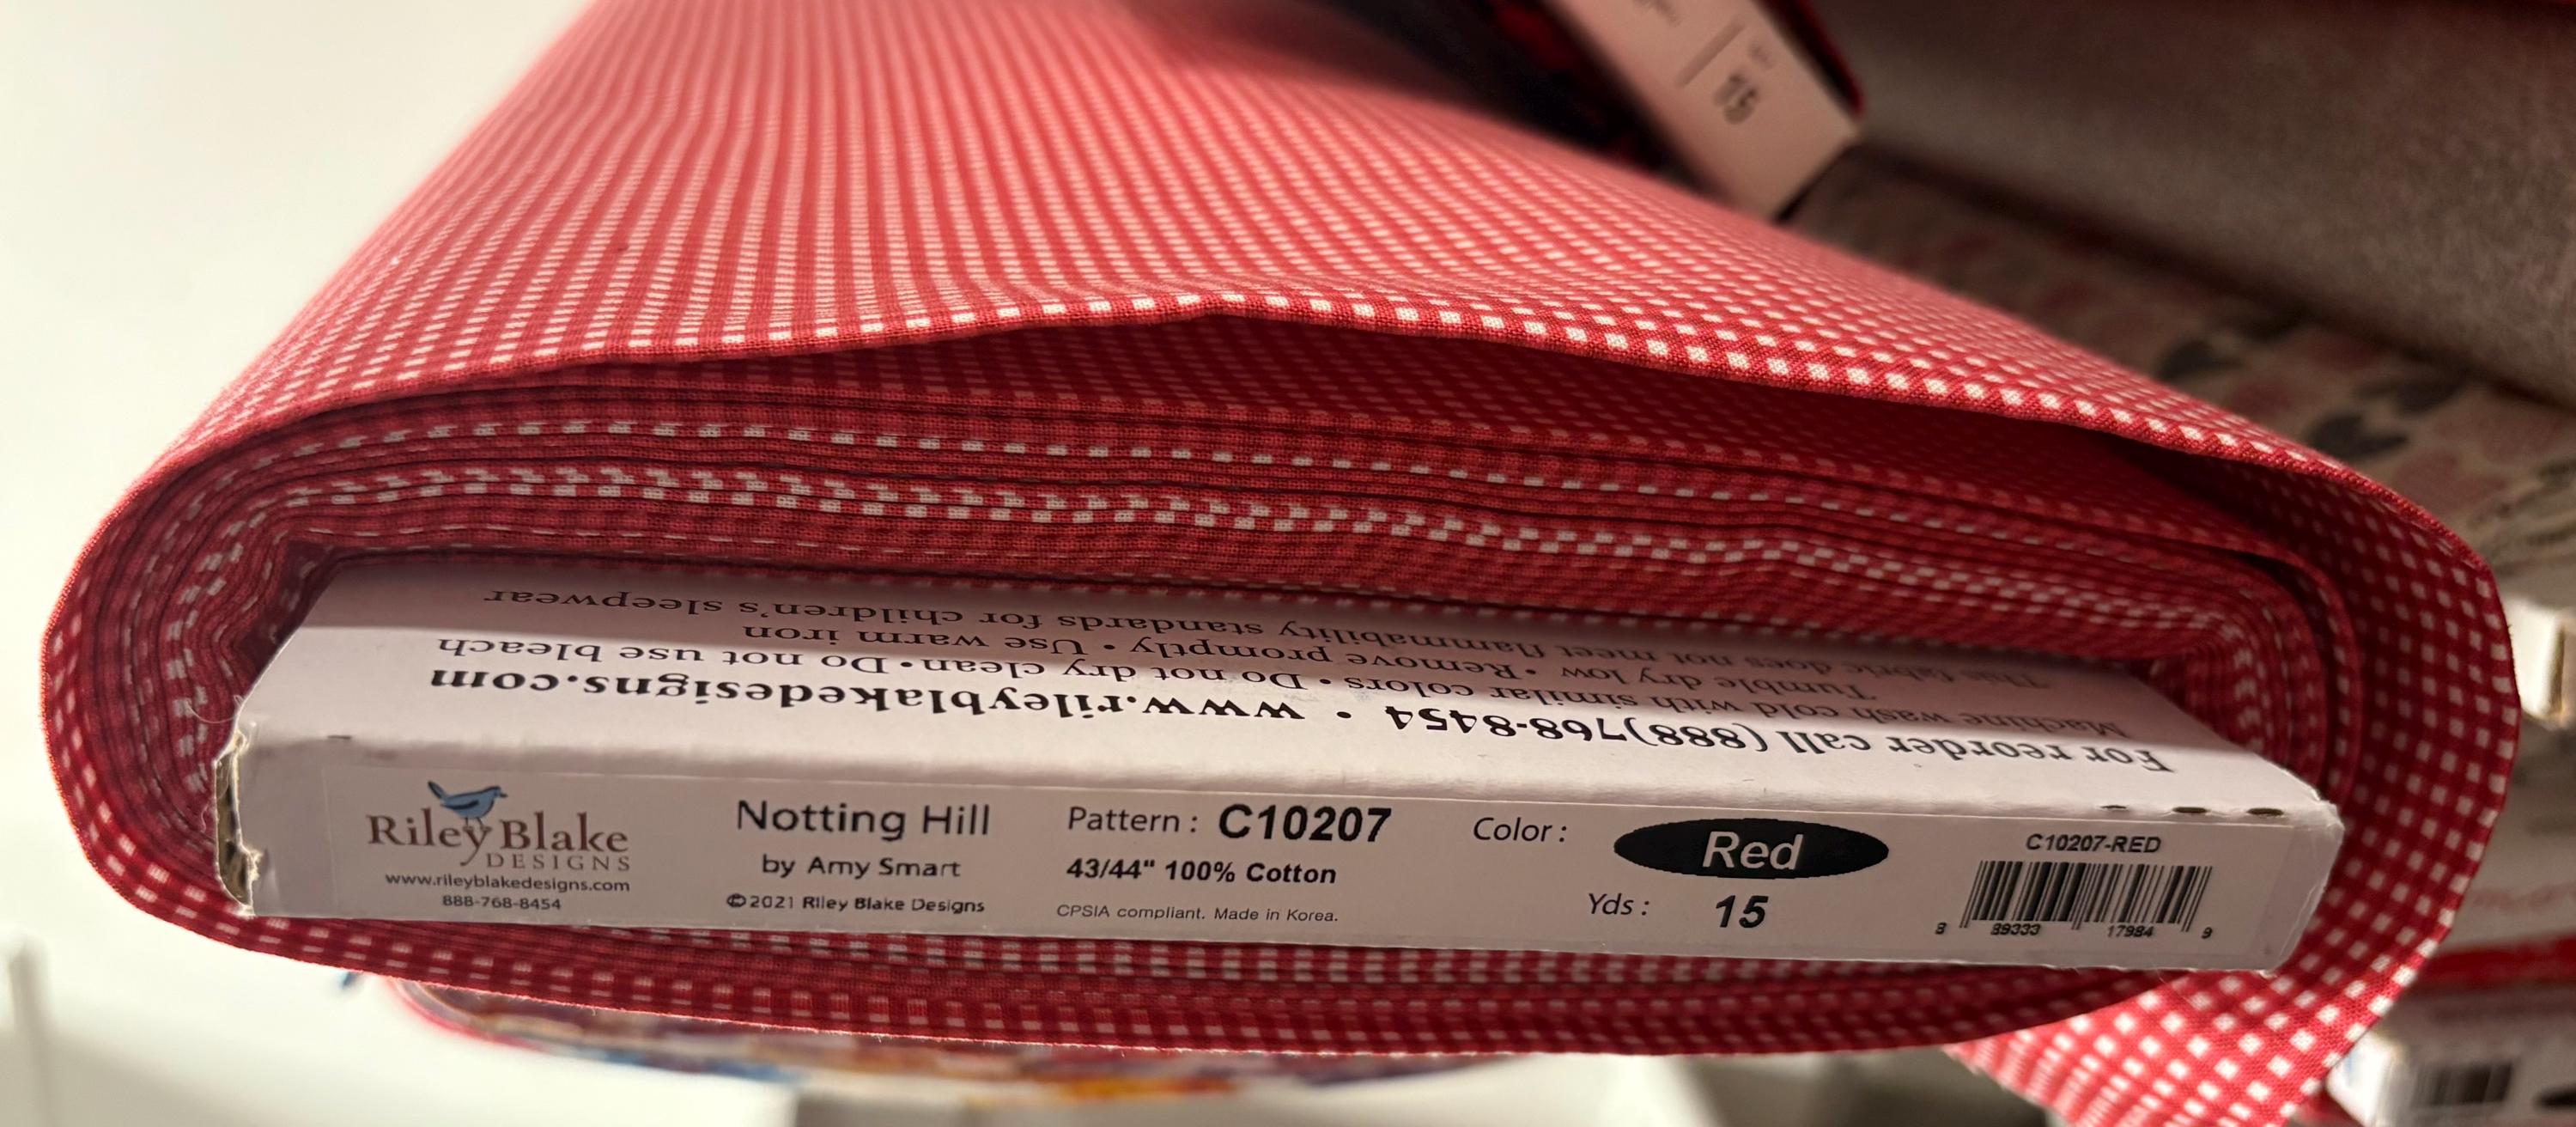 15
This fabric does not meet flammability standards for children's sleepwear
Tumble dry low • Remove promptly • Use warm iron
Machine wash cold with similar colors • Do not dry clean • Do not use bleach
For reorder call (888)768-8454 • www.rileyblakedesigns.com
Riley Blake
DESIGNS
www.rileyblakedesigns.com
888-768-8454
Notting Hill
by Amy Smart
©2021 Riley Blake Designs
Pattern : C10207
43/44" 100% Cotton
CPSIA compliant. Made in Korea.
Color : Red
Yds : 15
C10207-RED
8 89333 17984 9